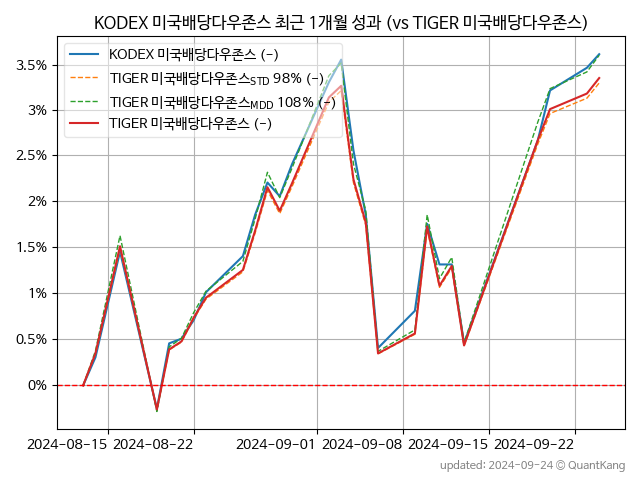 KODEX 미국배당다우존스 최근 1개월 성과 (vs TIGER 미국배당다우존스)
KODEX 미국배당다우존스 (-)
TIGER 미국배당다우존스STD 98% (-)
TIGER 미국배당다우존스MDD 108% (-)
TIGER 미국배당다우존스 (-)
3.5%
3%
2.5%
2%
1.5%
1%
0.5%
0%
2024-08-15 2024-08-22 2024-09-01 2024-09-08 2024-09-15 2024-09-22
updated: 2024-09-24 @ QuantKang